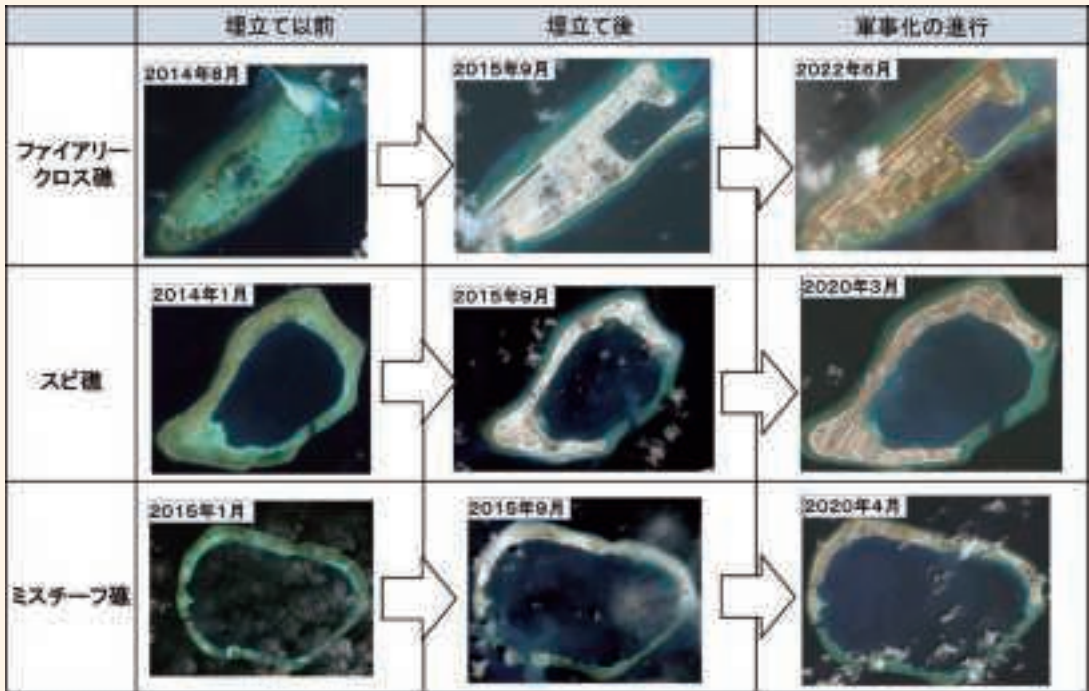 埋立て以前 埋立て後 軍事化の進行
ファイアリー
クロス礁
2014年8月 2015年9月 2022年6月
スビ礁
2014年1月 2015年9月 2020年3月
ミスチーフ礁
2015年1月 2015年9月 2020年4月